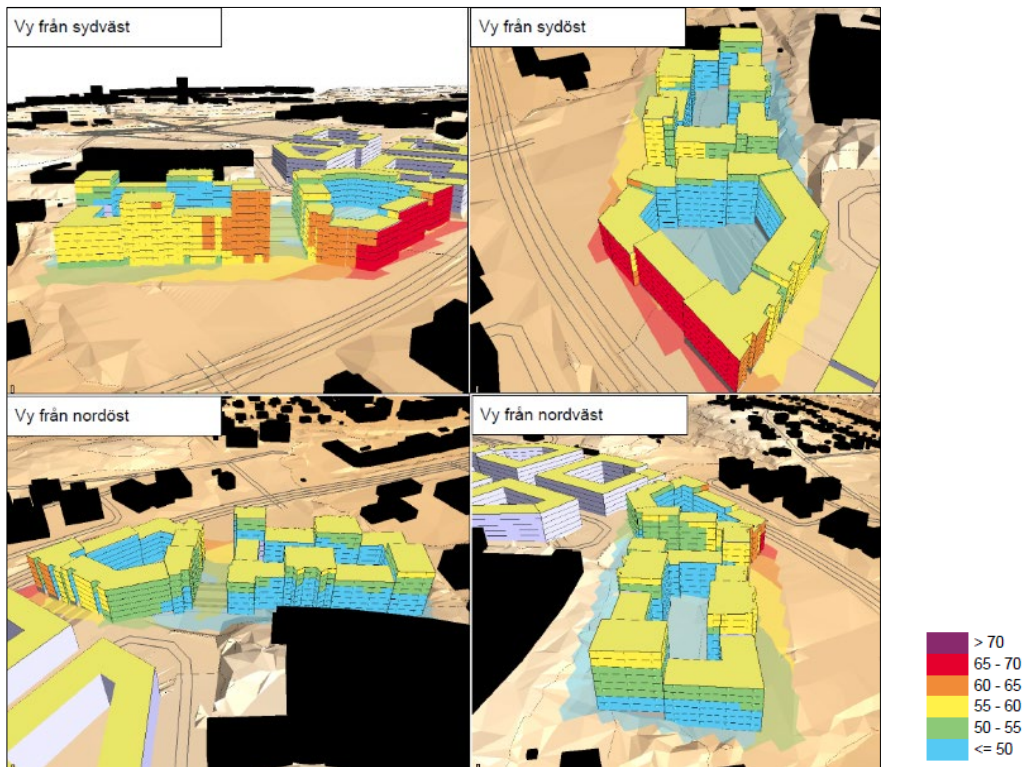 Vy från sydväst
Vy från sydöst
Vy från nordöst
Vy från nordväst
> 70
65 - 70
60 - 65
55 - 60
50 - 55
<= 50